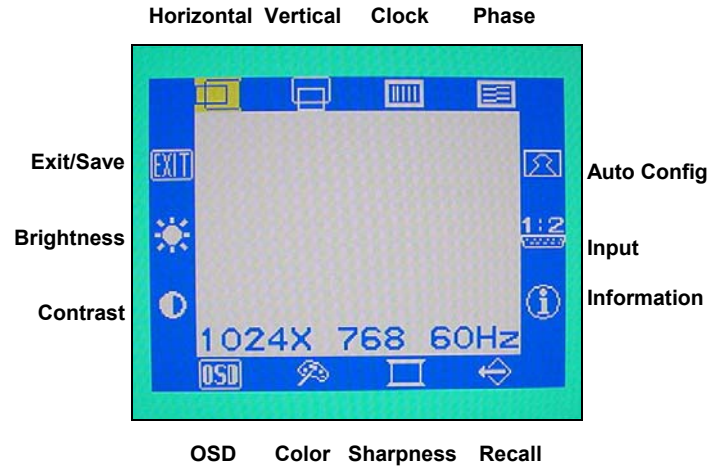 Horizontal Vertical Clock Phase
Exit/Save
EXIT
Auto Config
Brightness
1:2
Input
Contrast
Information
1024X 768 60Hz
OSD
OSD Color Sharpness Recall